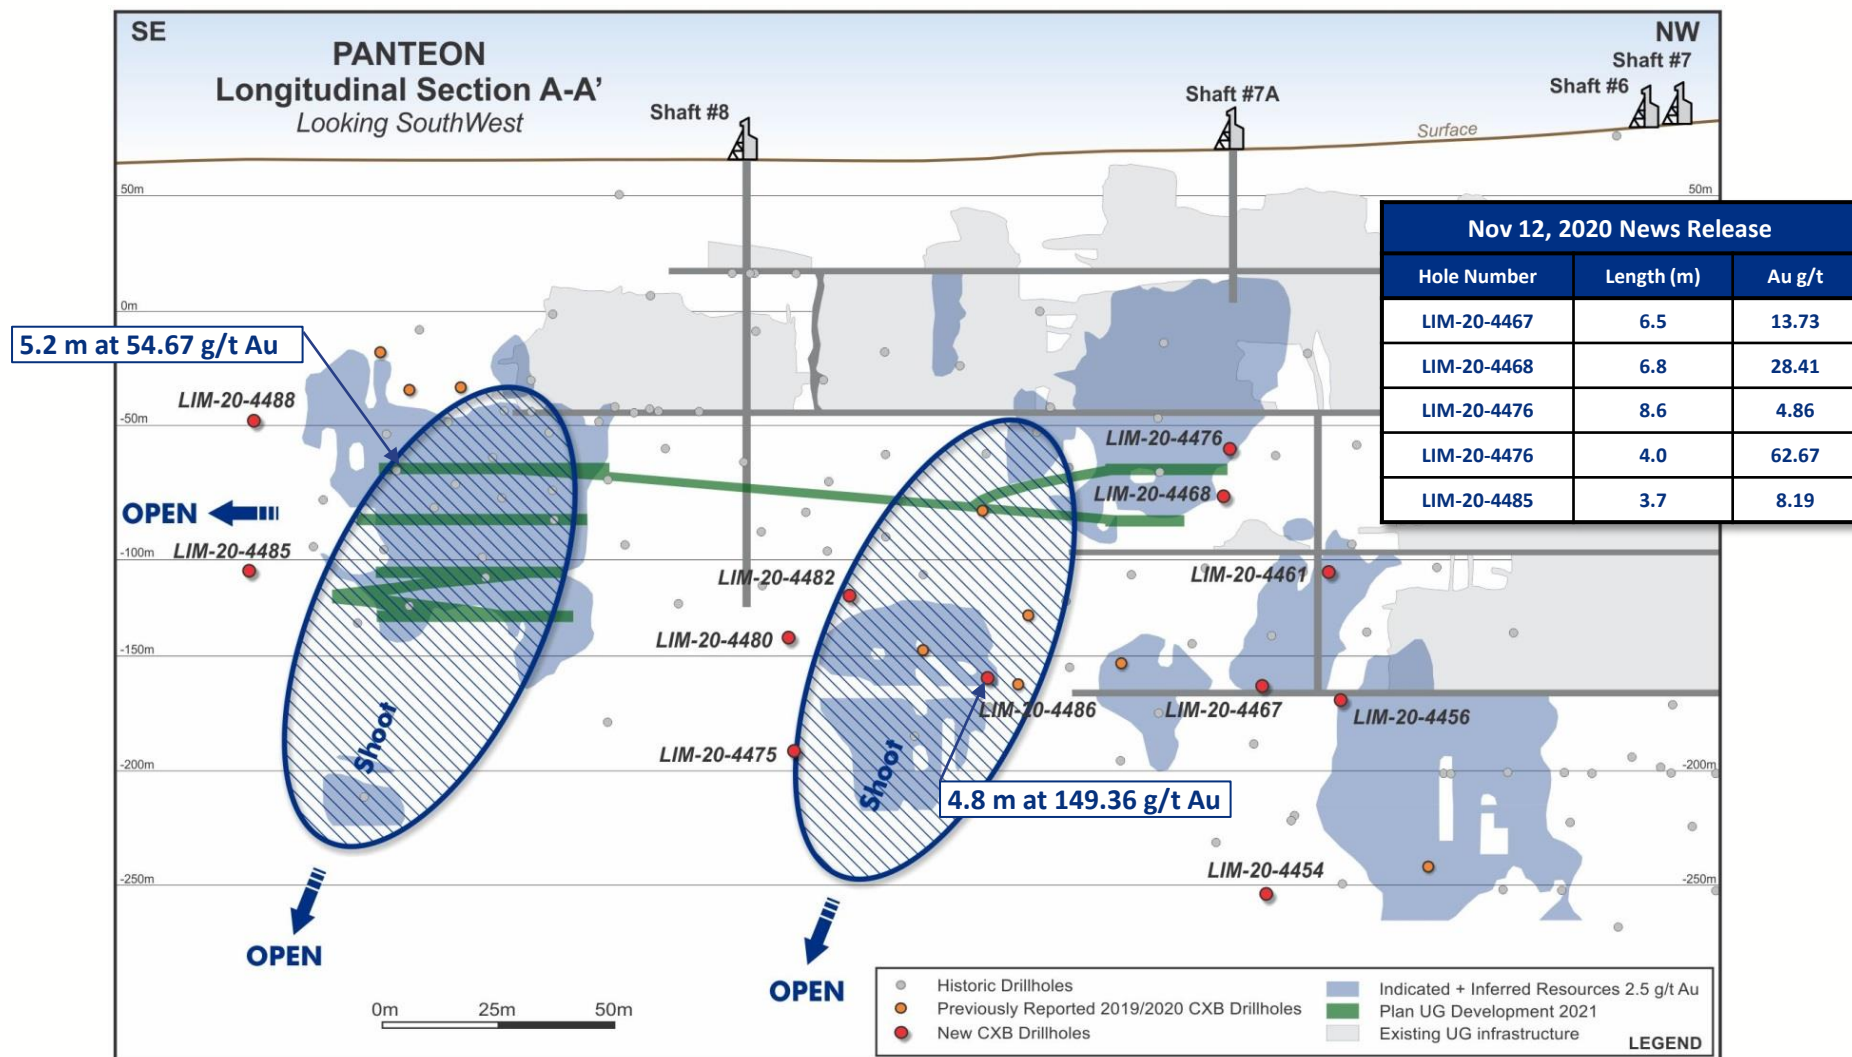 SE
PANTEON
Longitudinal Section A-A’
Looking SouthWest
NW
Shaft #7
Shaft #6
Shaft #7A
Shaft #8
Surface
50m
50m
Nov 12, 2020 News Release
Hole Number Length (m) Au g/t
LIM-20-4467 6.5 13.73
LIM-20-4468 6.8 28.41
LIM-20-4476 8.6 4.86
LIM-20-4476 4.0 62.67
LIM-20-4485 3.7 8.19
0m
5.2 m at 54.67 g/t Au
LIM-20-4488
-50m
LIM-20-4476
LIM-20-4468
OPEN
LIM-20-4485
-100m
LIM-20-4482
LIM-20-4461
LIM-20-4480
-150m
LIM-20-4486
LIM-20-4467
LIM-20-4456
Shoot
LIM-20-4475
Shoot
-200m
-200m
4.8 m at 149.36 g/t Au
LIM-20-4454
-250m
-250m
OPEN
OPEN
0m 25m 50m
Historic Drillholes
Previously Reported 2019/2020 CXB Drillholes
New CXB Drillholes
Indicated + Inferred Resources 2.5 g/t Au
Plan UG Development 2021
Existing UG infrastructure
LEGEND